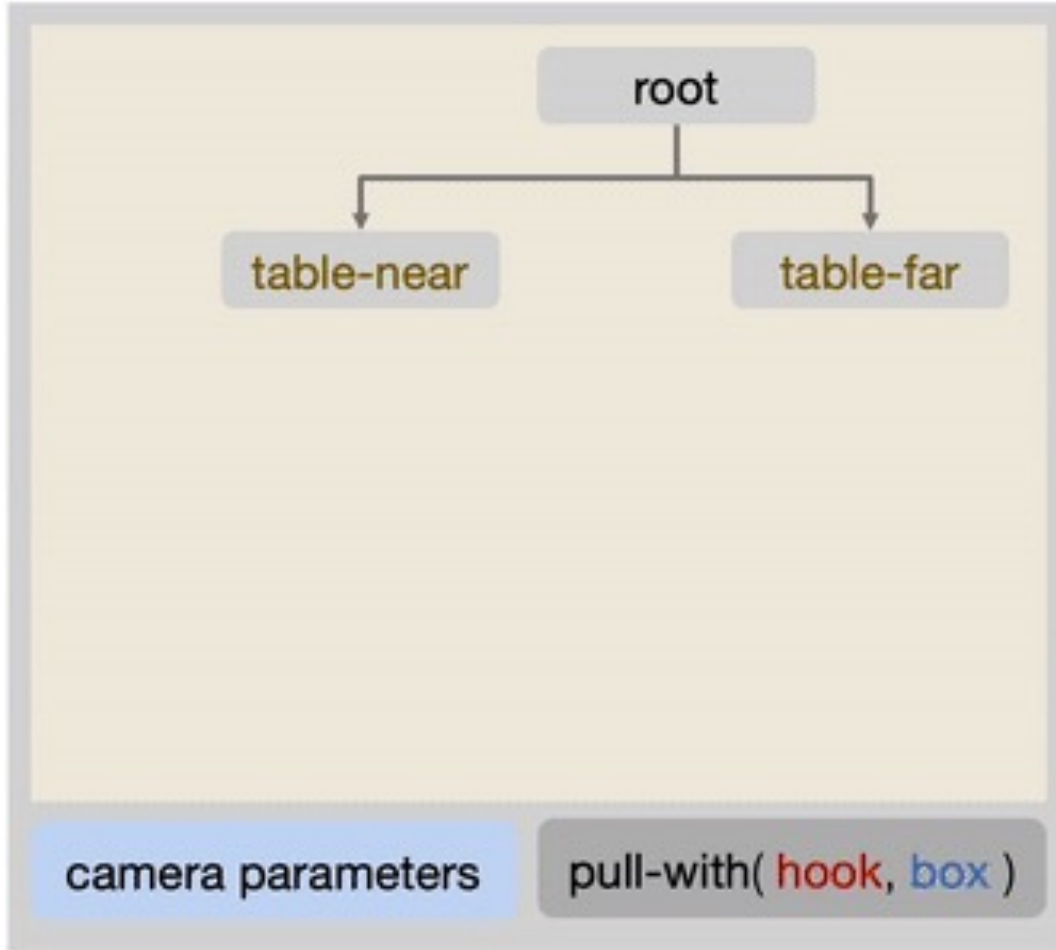 root
table-near table-far
camera parameters pull-with( hook, box )